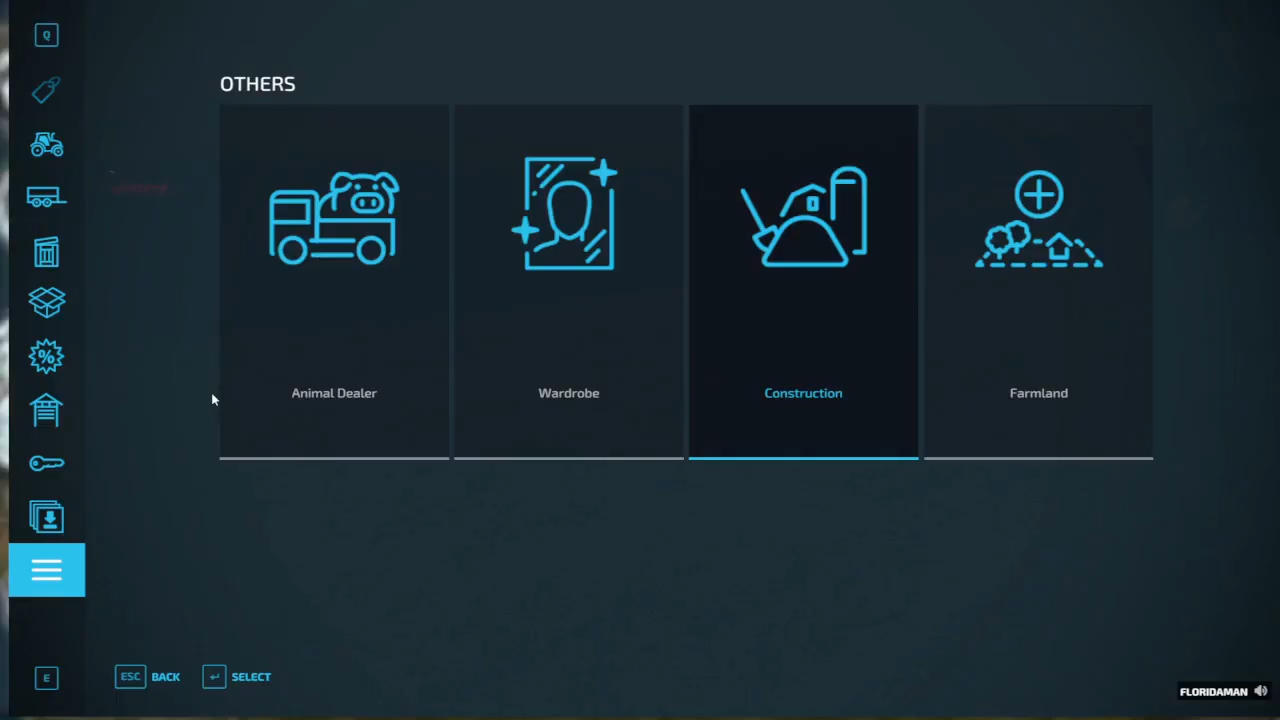 Q
OTHERS
Animal Dealer
Wardrobe
Construction
Farmland
%
E
ESC BACK
SELECT
FLORIDAMAN